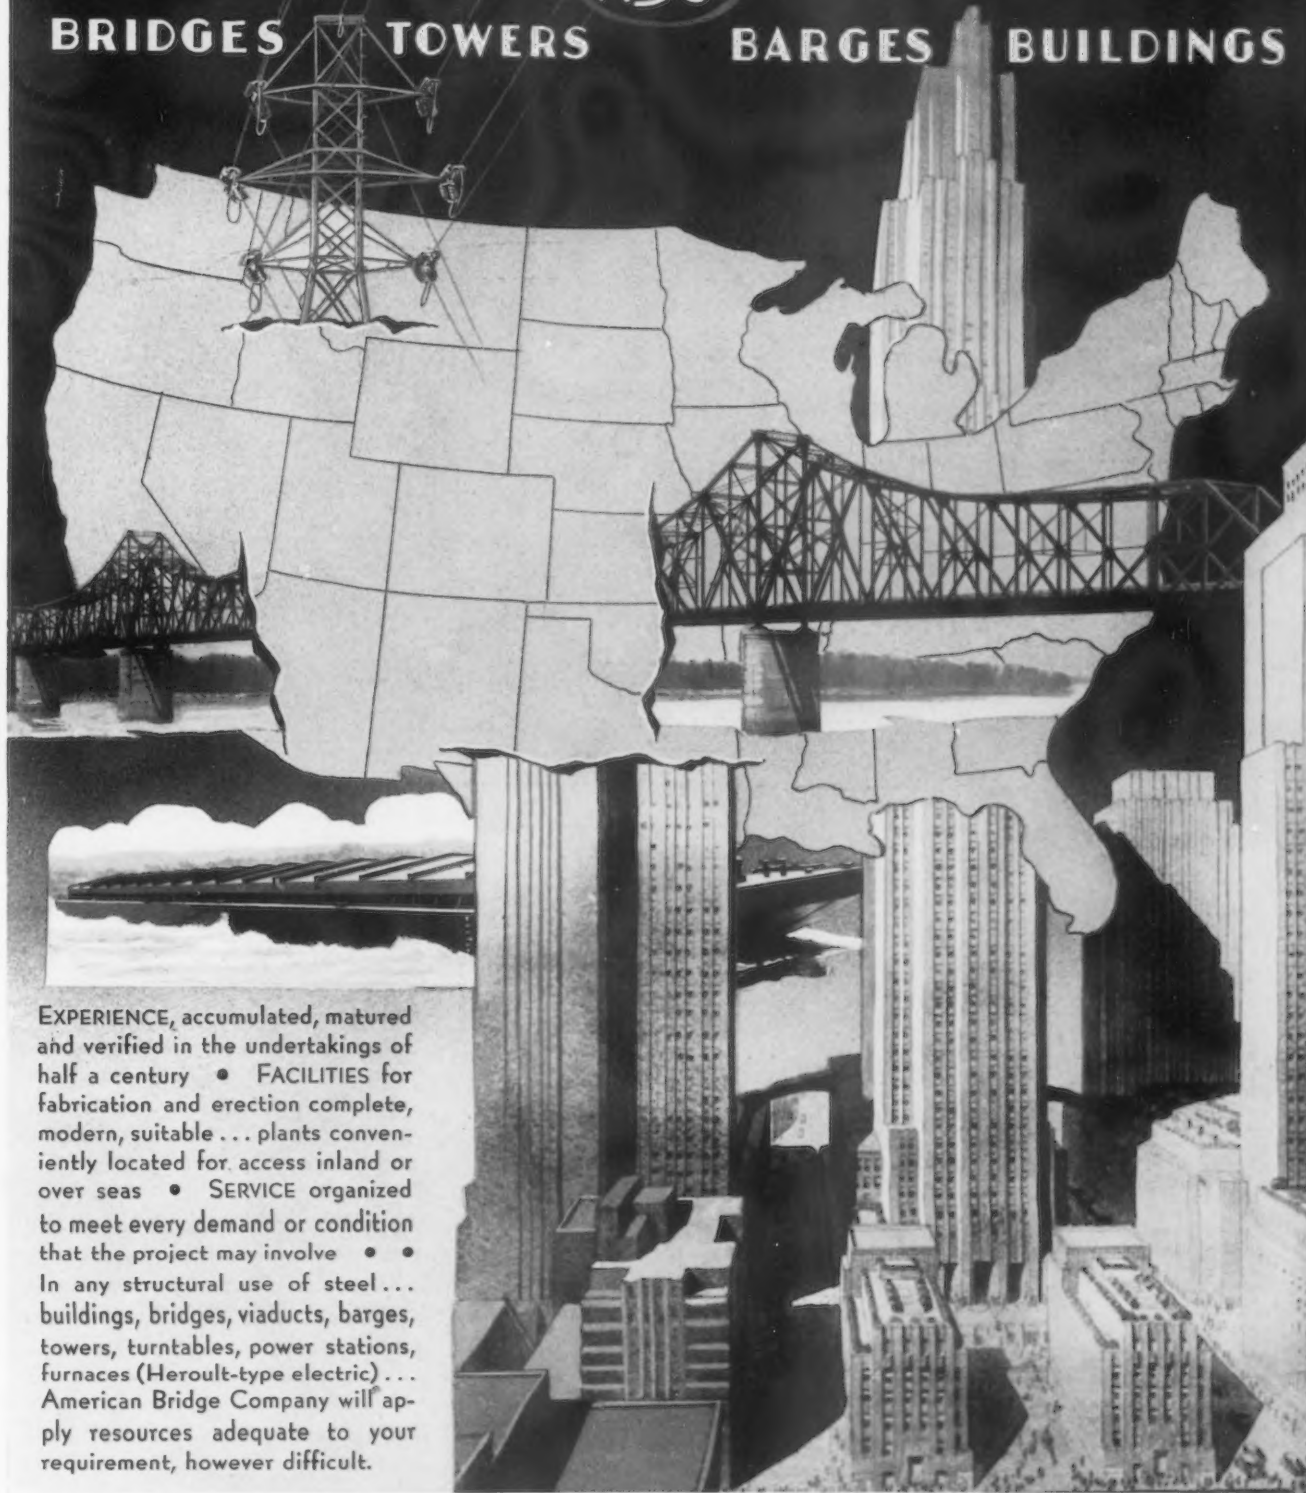 BRIDGES TOWERS BARGES BUILDINGS
EXPERIENCE, accumulated, matured
and verified in the undertakings of
half a century • FACILITIES for
fabrication and erection complete,
modern, suitable ... plants conven-
iently located for access inland or
over seas • SERVICE organized
to meet every demand or condition
that the project may involve • •
In any structural use of steel ...
buildings, bridges, viaducts, barges,
towers, turntables, power stations,
furnaces (Heroult-type electric) ...
American Bridge Company will ap-
ply resources adequate to your
requirement, however difficult.